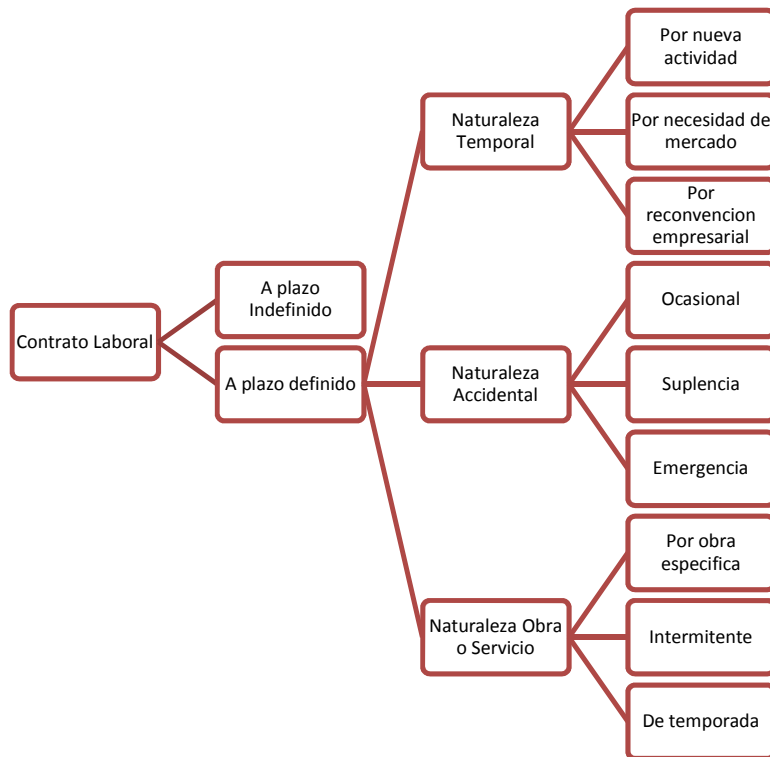 Contrato Laboral
A plazo
Indefinido
A plazo definido
Naturaleza
Temporal
Por nueva
actividad
Por necesidad de
mercado
Por
reconvencion
empresarial
Naturaleza
Accidental
Ocasional
Suplencia
Emergencia
Naturaleza Obra
o Servicio
Por obra
especifica
Intermitente
De temporada